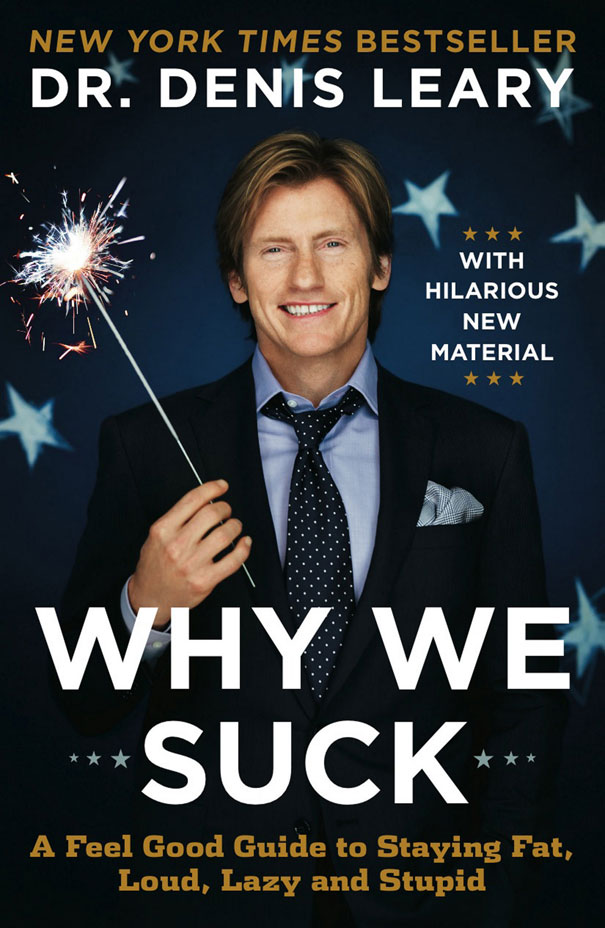 NEW YORK TIMES BESTSELLER
DR. DENIS LEARY
WITH
HILARIOUS
NEW
MATERIAL
WHY WE
SUCK
A Feel Good Guide to Staying Fat,
Loud, Lazy and Stupid